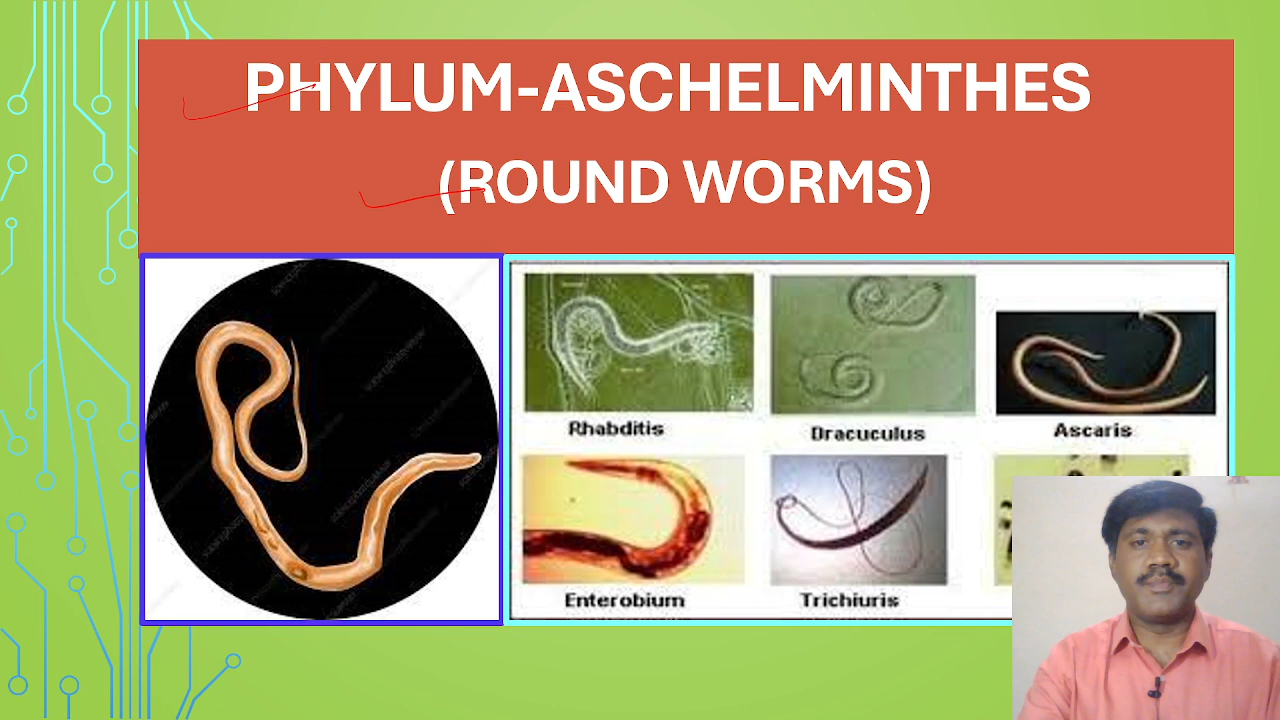 PHYLUM-ASCHELMINTHES
(ROUND WORMS)
Rhabditis
Dracuculus
Ascaris
Enterobium
Trichiuris